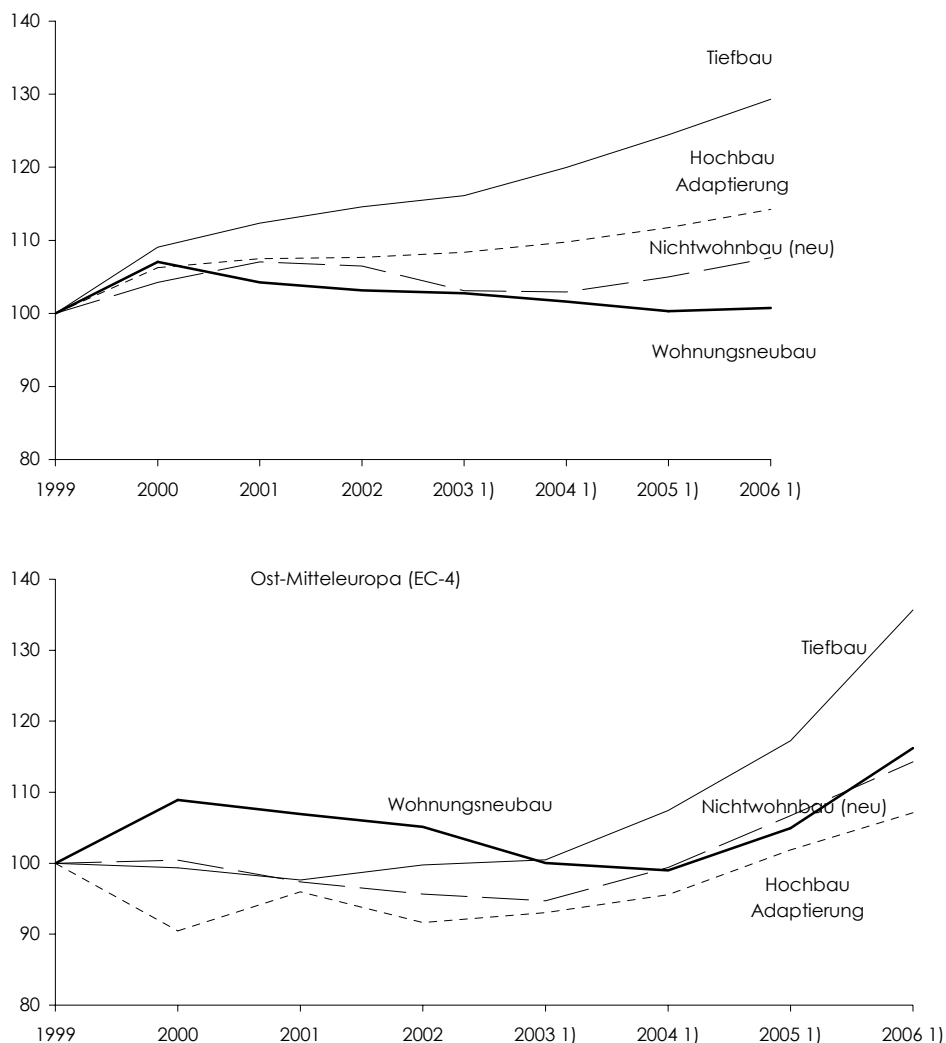 140
Tiefbau
130
120
Hochbau
Adaptierung
110
Nichtwohnbau (neu)
100
Wohnungsneubau
90
80
1999 2000 2001 2002 2003 1) 2004 1) 2005 1) 2006 1)
140
Ost-Mitteleuropa (EC-4)
130
Tiefbau
120
110
Wohnungsneubau
Nichtwohnbau (neu)
100
Hochbau
Adaptierung
90
80
1999 2000 2001 2002 2003 1) 2004 1) 2005 1) 2006 1)